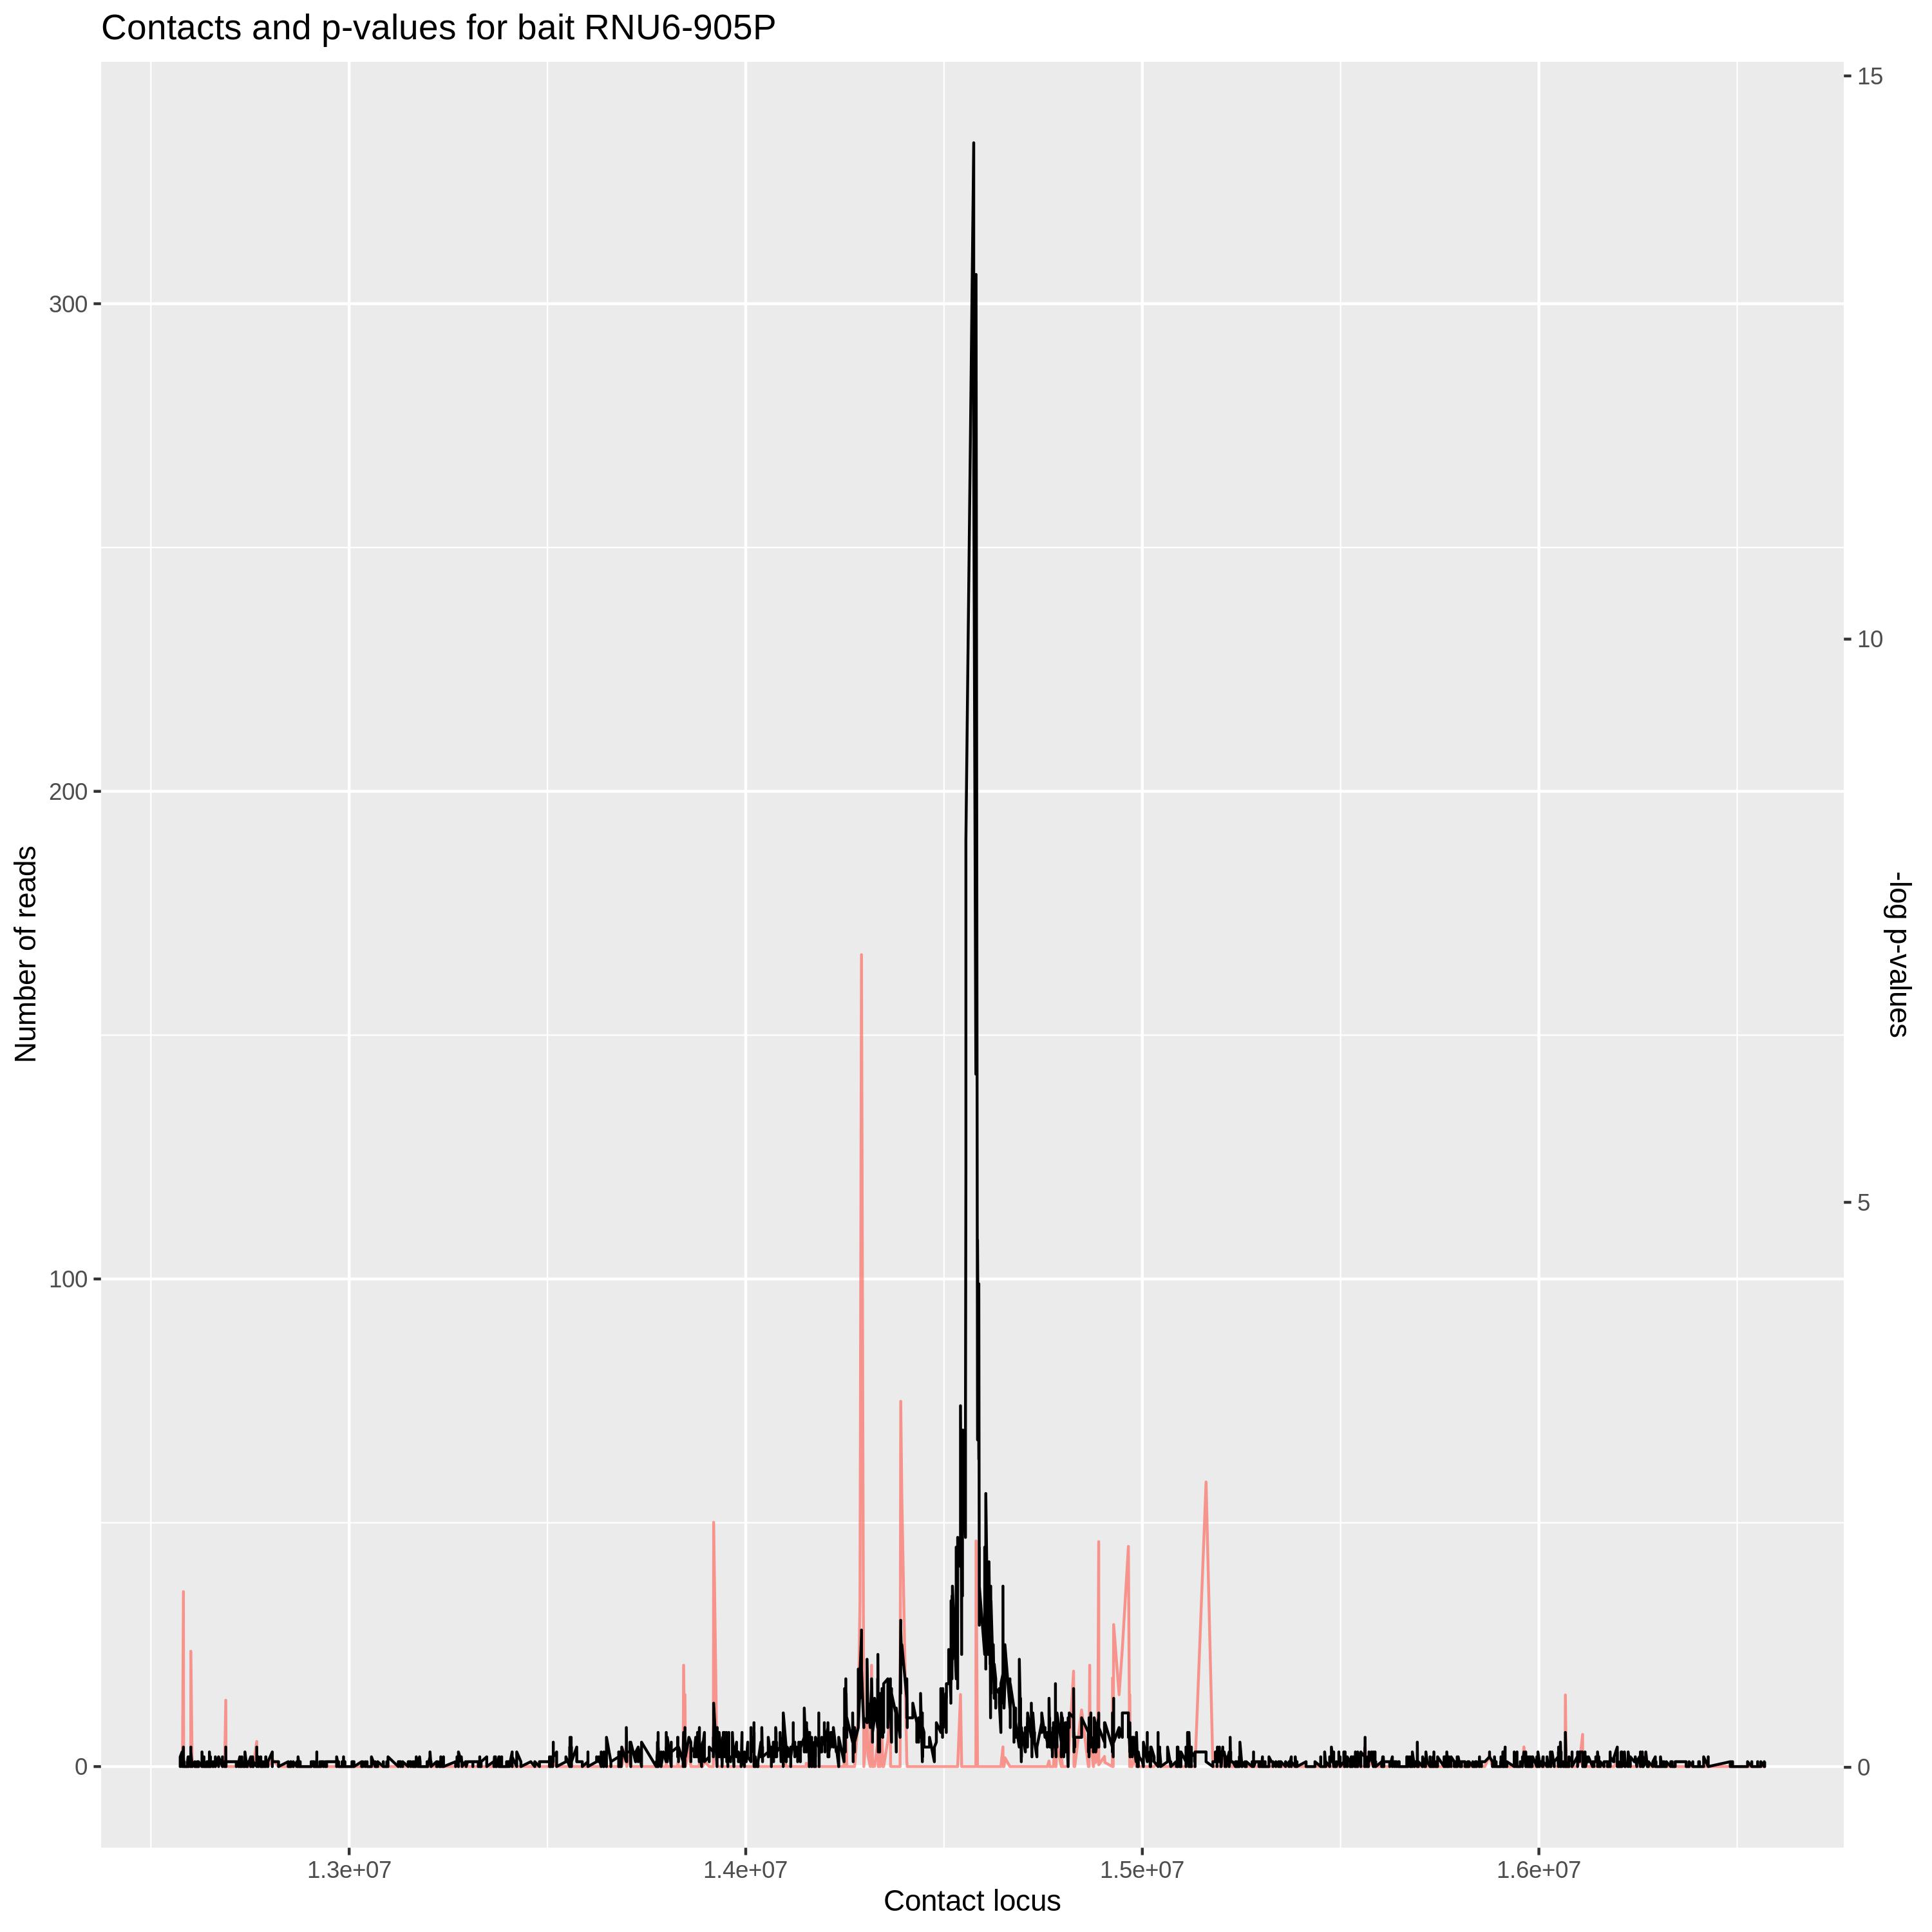 Contacts and p-values for bait RNU6-905P
Number of reads
300
200
100
0
15
10
5
0
-log p-values
1.3e+07
1.4e+07
1.5e+07
1.6e+07
Contact locus